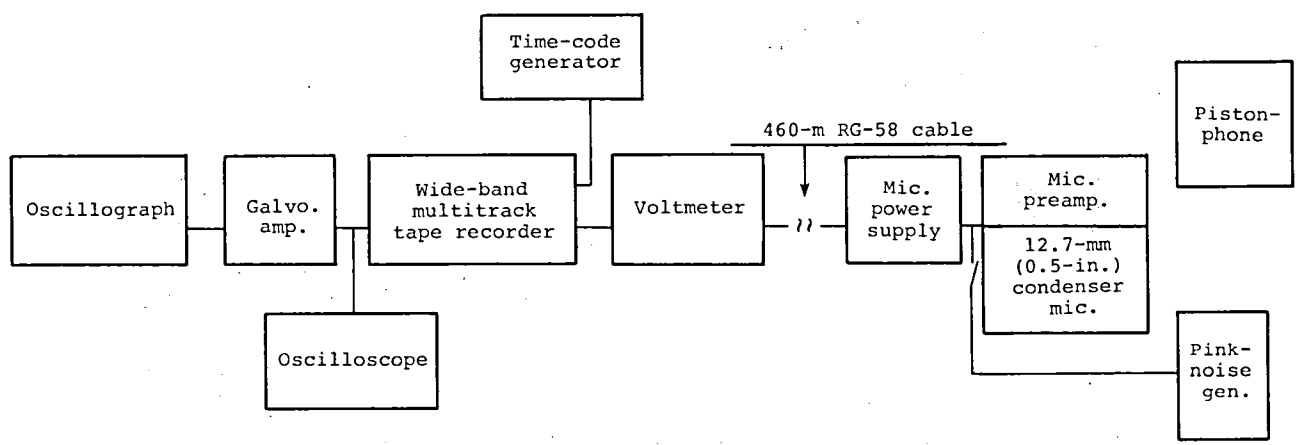 Time-code
generator
460-m RG-58 cable
Piston-
phone
Oscillograph
Galvo.
amp.
Wide-band
multitrack
tape recorder
Voltmeter
Mic.
power
supply
Mic.
preamp.
12.7-mm
(0.5-in.)
condenser
mic.
Oscilloscope
Pink-
noise
gen.